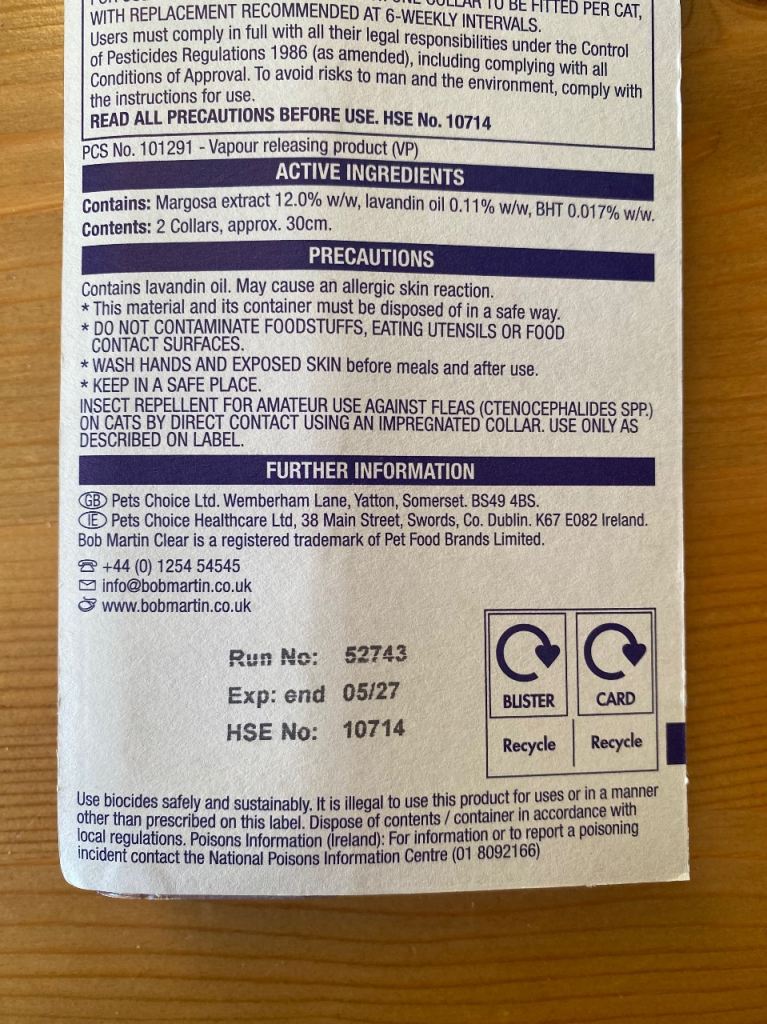 ONE COLLAR TO BE FITTED PER CAT,
WITH REPLACEMENT RECOMMENDED AT 6-WEEKLY INTERVALS.
Users must comply in full with all their legal responsibilities under the Control
of Pesticides Regulations 1986 (as amended), including complying with all
Conditions of Approval. To avoid risks to man and the environment, comply with
the instructions for use.
READ ALL PRECAUTIONS BEFORE USE. HSE No. 10714
PCS No. 101291 - Vapour releasing product (VP)
ACTIVE INGREDIENTS
Contains: Margosa extract 12.0% w/w, lavandin oil 0.11% w/w, BHT 0.017% w/w.
Contents: 2 Collars, approx. 30cm.
PRECAUTIONS
Contains lavandin oil. May cause an allergic skin reaction.
* This material and its container must be disposed of in a safe way.
* DO NOT CONTAMINATE FOODSTUFFS, EATING UTENSILS OR FOOD
CONTACT SURFACES.
* WASH HANDS AND EXPOSED SKIN before meals and after use.
* KEEP IN A SAFE PLACE.
INSECT REPELLENT FOR AMATEUR USE AGAINST FLEAS (CTENOCEPHALIDES SPP.)
ON CATS BY DIRECT CONTACT USING AN IMPREGNATED COLLAR. USE ONLY AS
DESCRIBED ON LABEL.
FURTHER INFORMATION
GB Pets Choice Ltd. Wemberham Lane, Yatton, Somerset. BS49 4BS.
IE Pets Choice Healthcare Ltd, 38 Main Street, Swords, Co. Dublin. K67 E082 Ireland.
Bob Martin Clear is a registered trademark of Pet Food Brands Limited.
+44 (0) 1254 54545
info@bobmartin.co.uk
www.bobmartin.co.uk
Run No: 52743
Exp: end 05/27
HSE No: 10714
BLISTER CARD
Recycle Recycle
Use biocides safely and sustainably. It is illegal to use this product for uses or in a manner
other than prescribed on this label. Dispose of contents / container in accordance with
local regulations. Poisons Information (Ireland): For information or to report a poisoning
incident contact the National Poisons Information Centre (01 8092166)